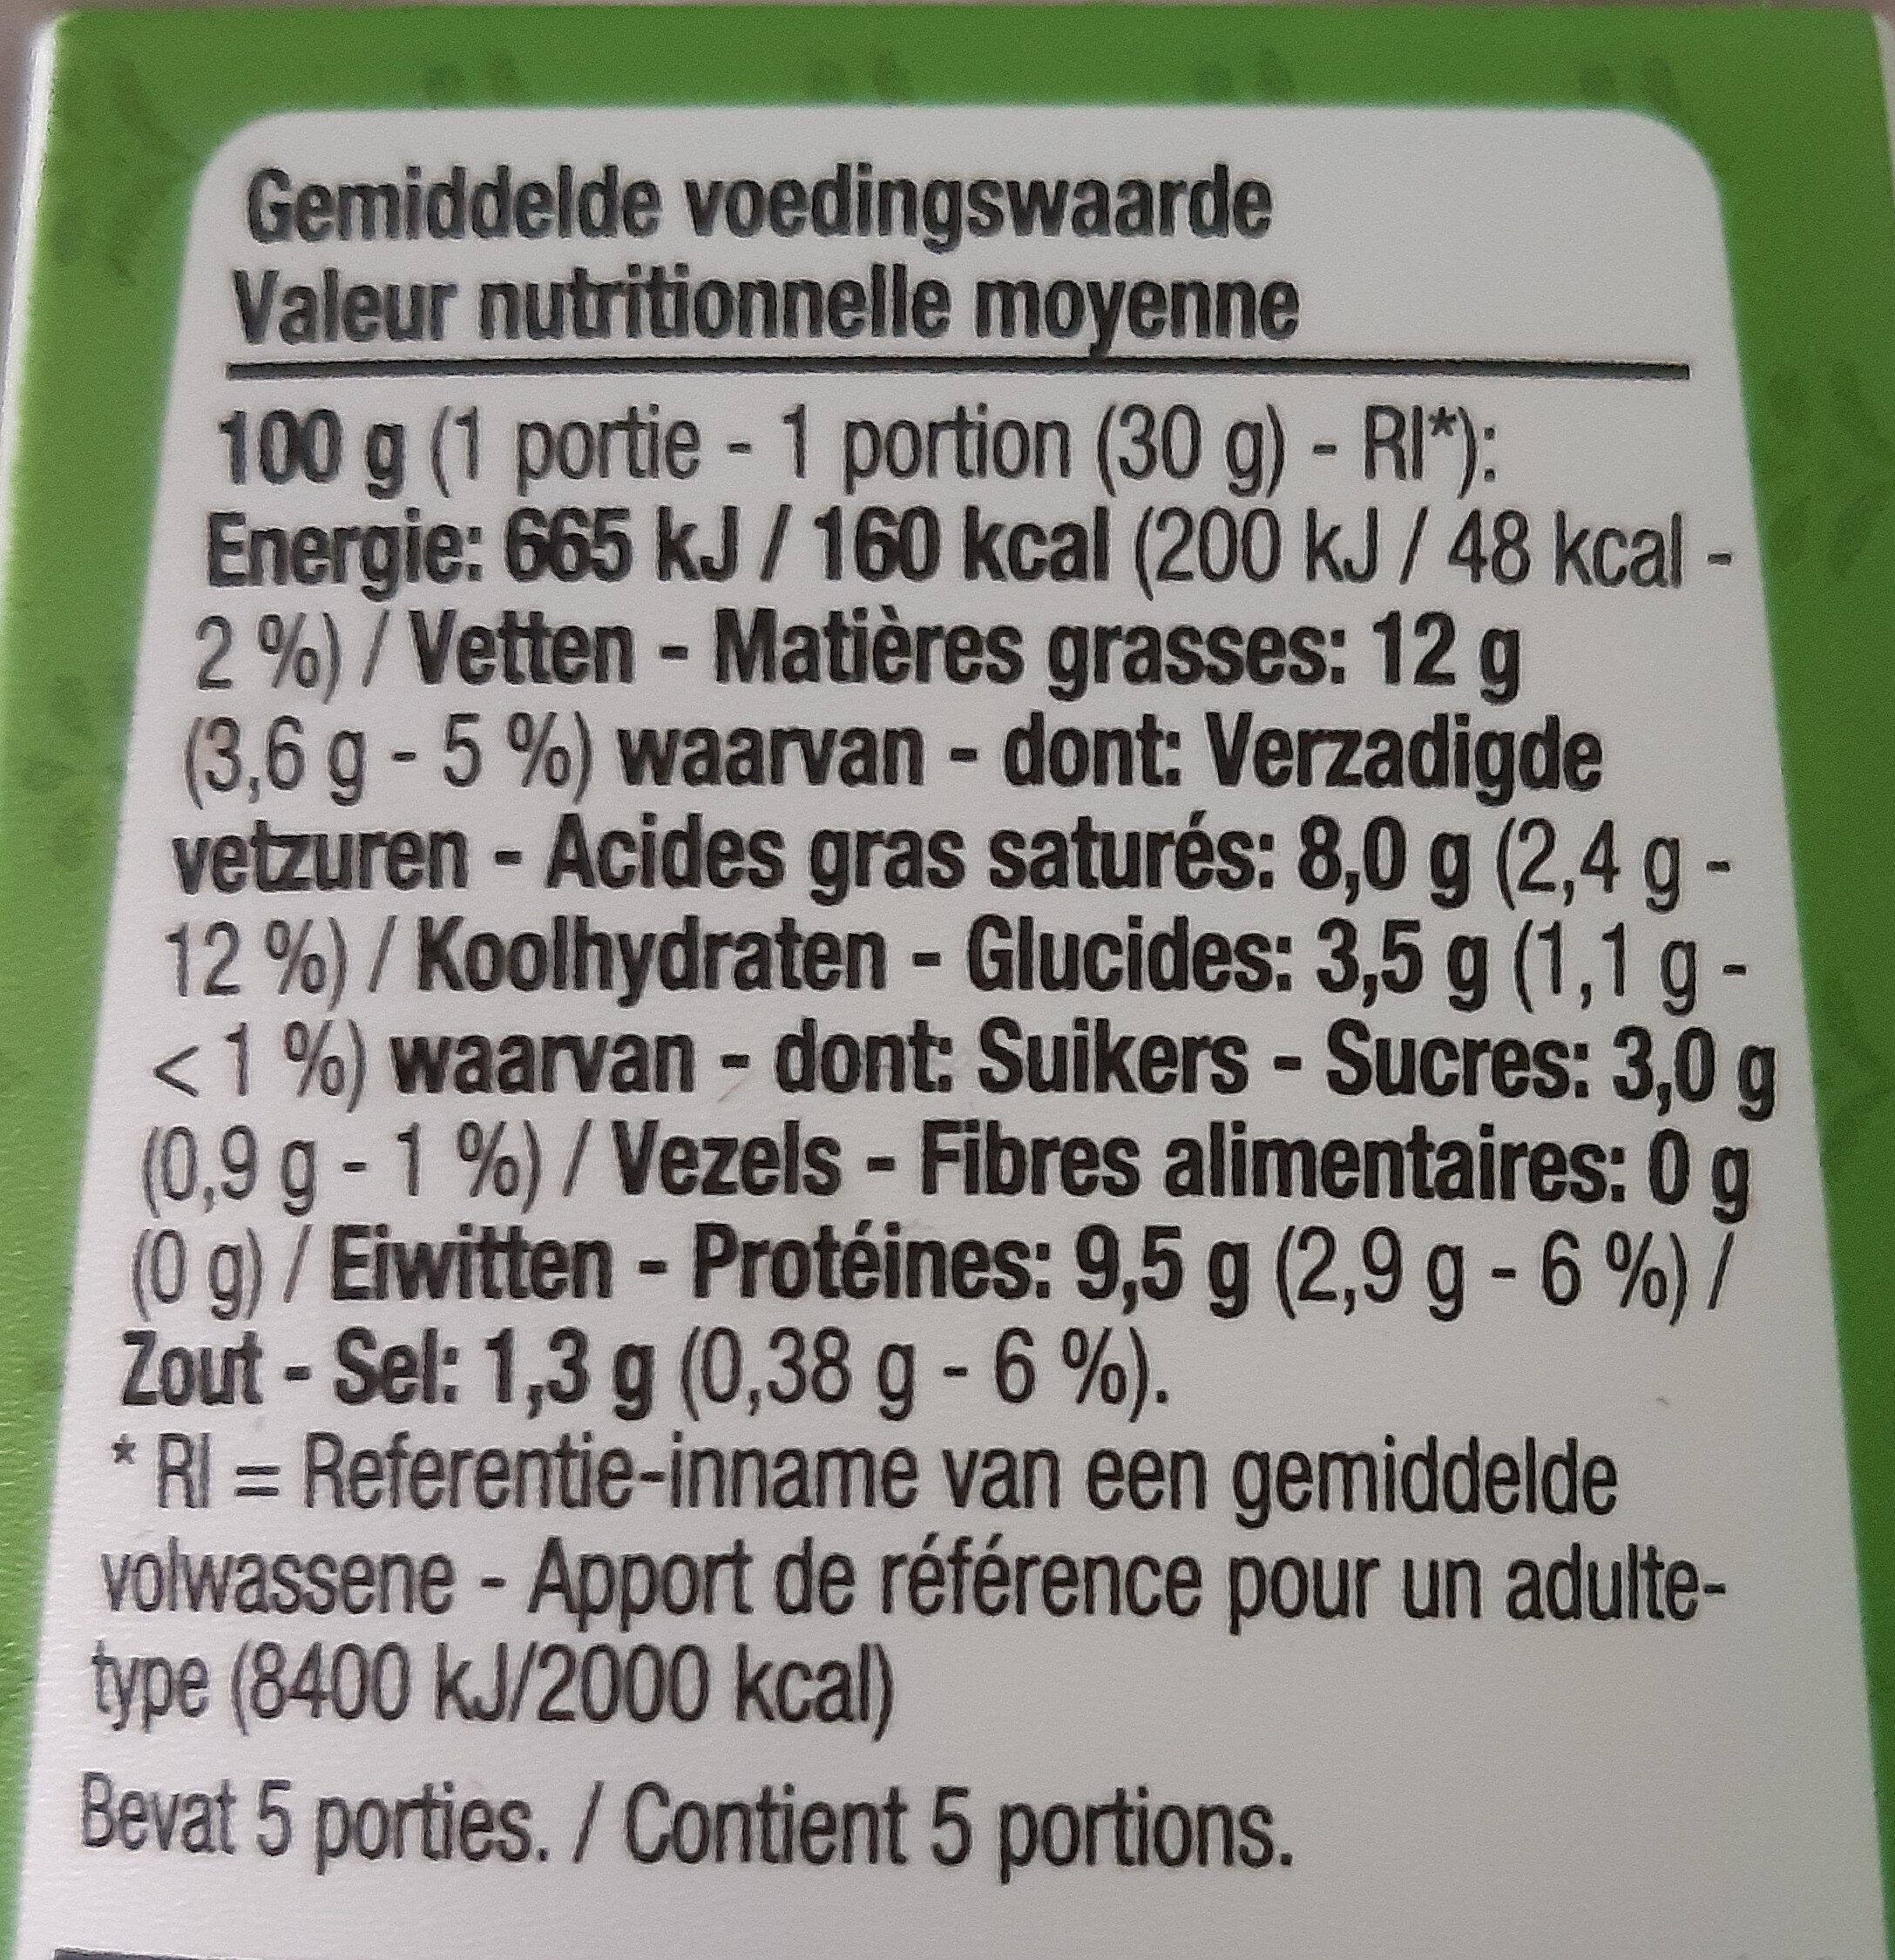 Gemiddelde voedingswaarde
Valeur nutritionnelle moyenne
100 g (1 portie - 1 portion (30 g) - RI*):
Energie: 665 kJ / 160 kcal (200 kJ / 48 kcal -
2 %) / Vetten - Matières grasses: 12 g
(3,6 g - 5 %) waarvan - dont: Verzadigde
vetzuren - Acides gras saturés: 8,0 g (2,4 g -
12 %) / Koolhydraten - Glucides: 3,5 g (1,1 g -
< 1 %) waarvan - dont: Suikers - Sucres: 3,0 g
(0,9 g - 1 %) / Vezels - Fibres alimentaires: 0 g
(0 g) / Eiwitten - Protéines: 9,5 g (2,9 g - 6 %) /
Zout - Sel: 1,3 g (0,38 g - 6 %).
* RI = Referentie-inname van een gemiddelde
volwassene - Apport de référence pour un adulte-
type (8400 kJ/2000 kcal)
Bevat 5 porties. / Contient 5 portions.